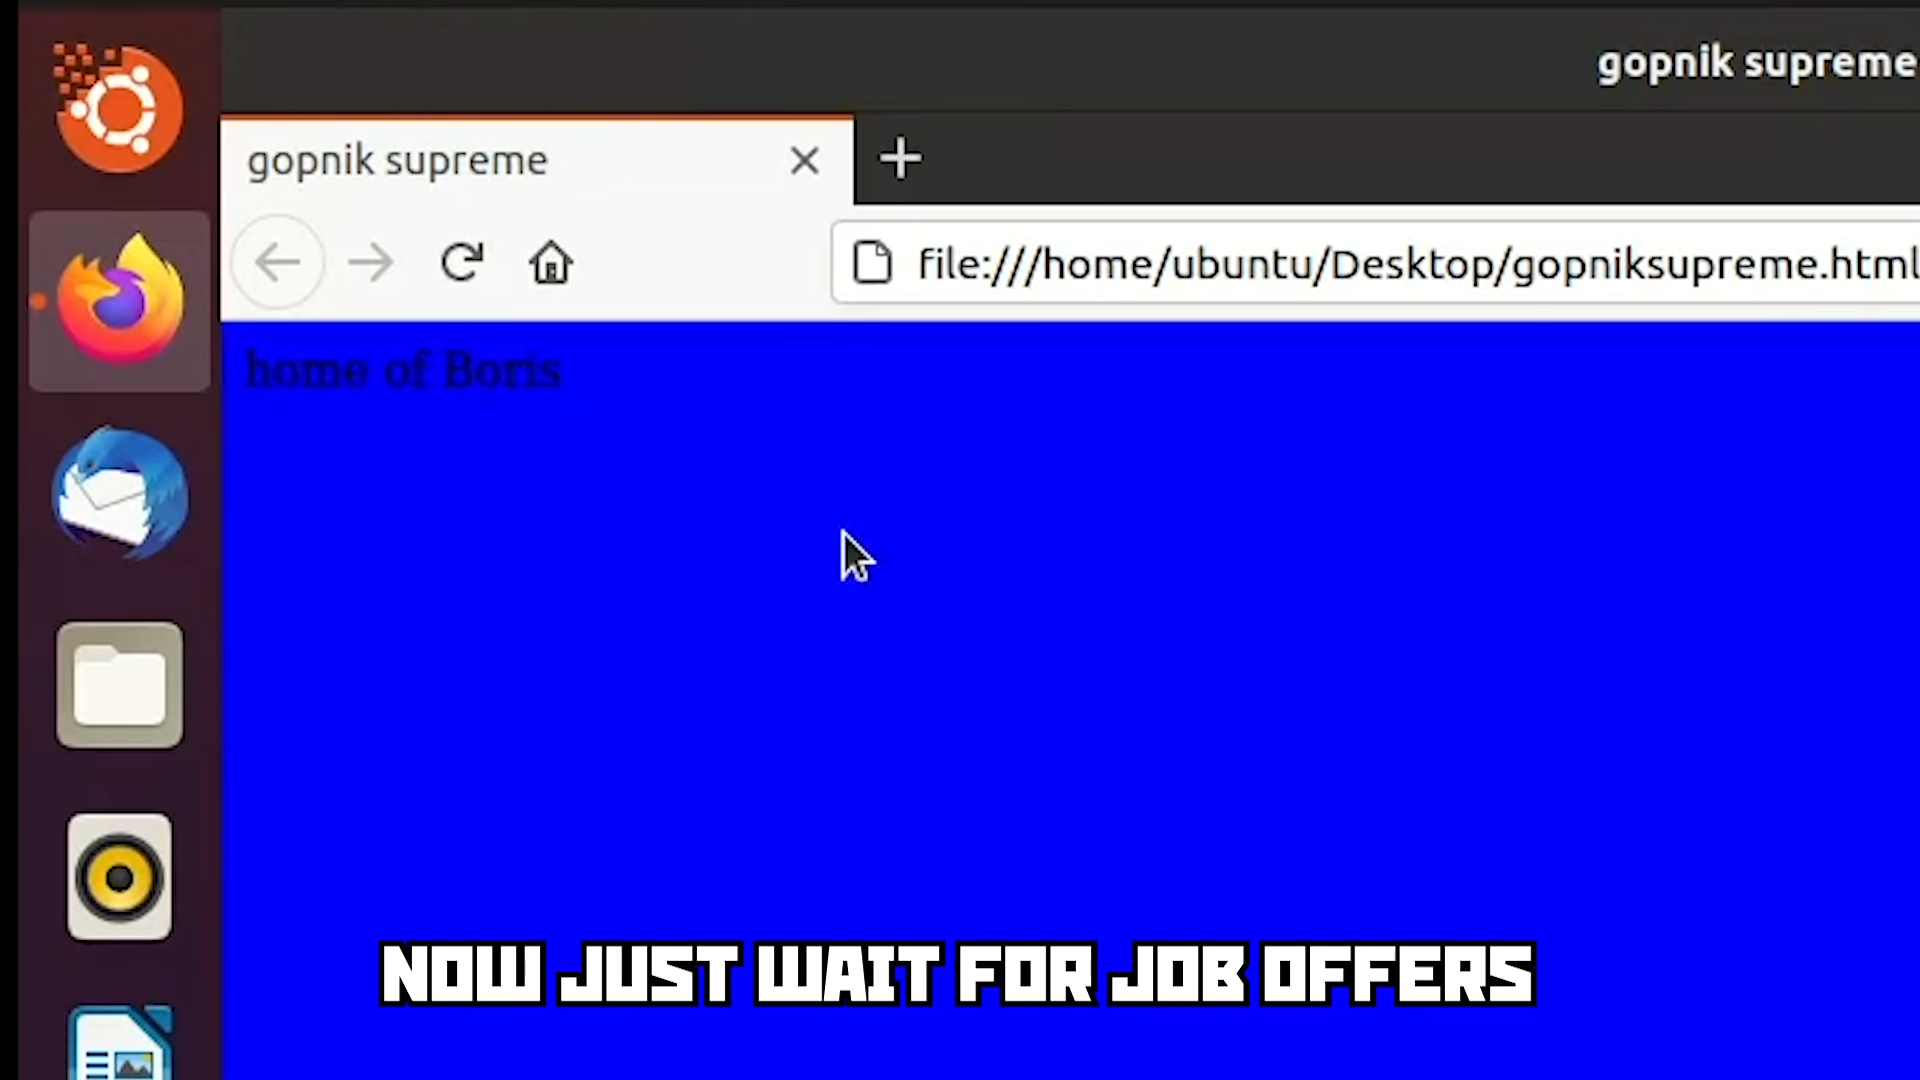 gopnik supreme
gopnik supreme
file:///home/ubuntu/Desktop/gopniksupreme.html
home of Boris
NOW JUST WAIT FOR JOB OFFERS